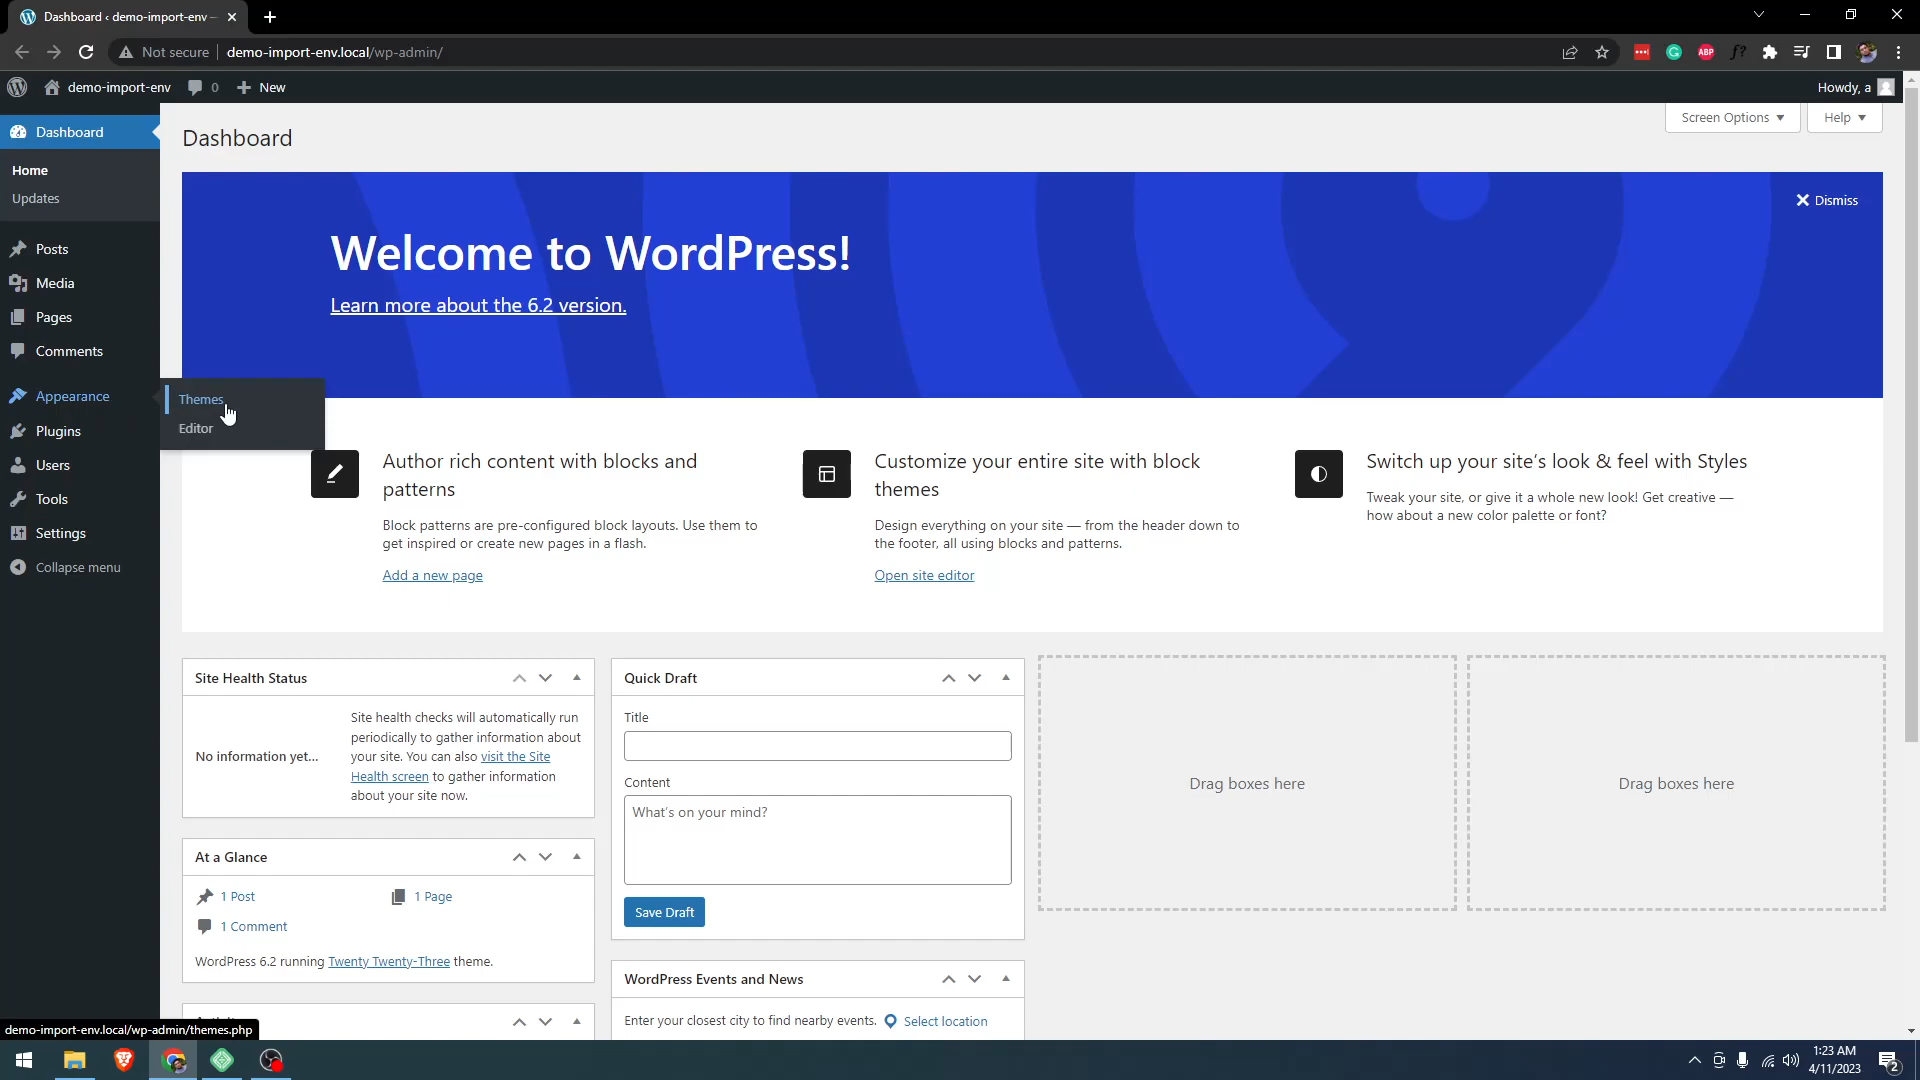 Dashboard ‹ demo-import-env –
Not secure
demo-import-env.local/wp-admin/
ABP
f?
demo-import-env
0
New
Howdy, a
Dashboard
Home
Updates
Posts
Media
Pages
Comments
Appearance
Plugins
Users
Tools
Settings
Collapse menu
Themes
Editor
Dashboard
Screen Options
Help
Welcome to WordPress!
Learn more about the 6.2 version.
Dismiss
Author rich content with blocks and
patterns
Block patterns are pre-configured block layouts. Use them to
get inspired or create new pages in a flash.
Add a new page
Customize your entire site with block
themes
Design everything on your site — from the header down to
the footer, all using blocks and patterns.
Open site editor
Switch up your site’s look & feel with Styles
Tweak your site, or give it a whole new look! Get creative —
how about a new color palette or font?
Site Health Status
No information yet…
Site health checks will automatically run
periodically to gather information about
your site. You can also visit the Site
Health screen to gather information
about your site now.
At a Glance
1 Post
1 Page
1 Comment
WordPress 6.2 running Twenty Twenty-Three theme.
Quick Draft
Title
Content
What’s on your mind?
Save Draft
WordPress Events and News
Enter your closest city to find nearby events.
Select location
Drag boxes here
Drag boxes here
demo-import-env.local/wp-admin/themes.php
1:23 AM
4/11/2023
2